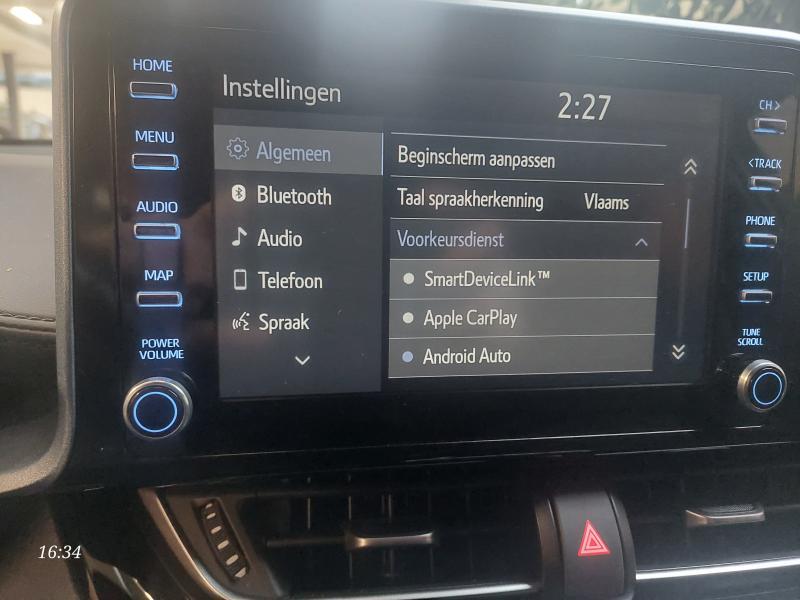 HOME
MENU
AUDIO
MAP
POWER
VOLUME
Instellingen
2:27
Algemeen
Bluetooth
Audio
Telefoon
Spraak
Beginscherm aanpassen
Taal spraakherkenning Vlaams
Voorkeursdienst
SmartDeviceLink™
Apple CarPlay
Android Auto
CH >
< TRACK
PHONE
SETUP
TUNE
SCROLL
16:34